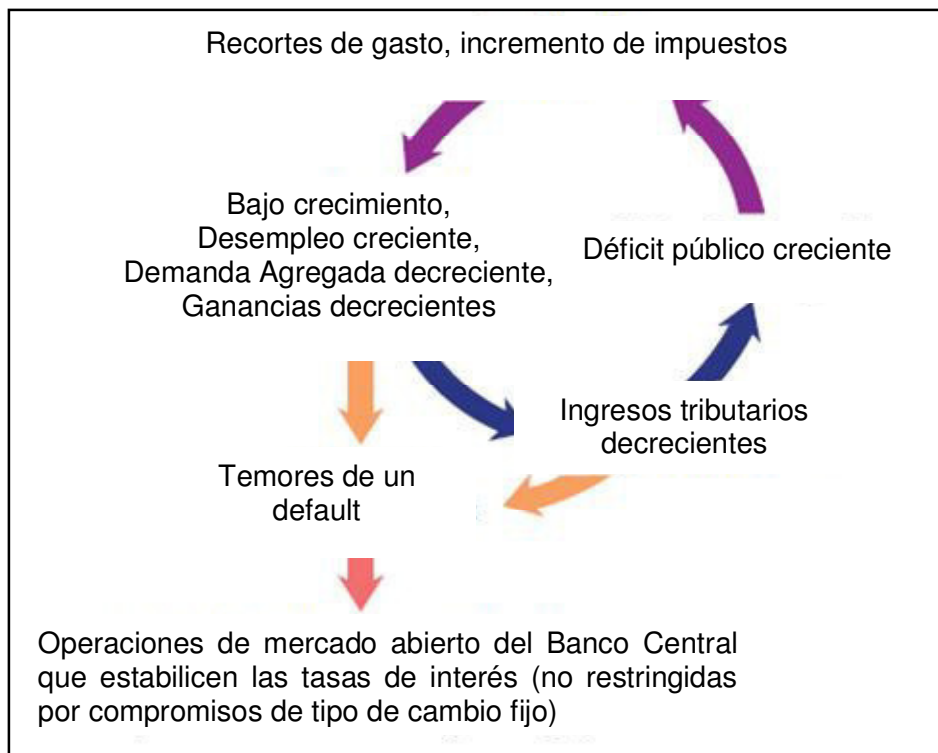 Recortes de gasto, incremento de impuestos
Bajo crecimiento,
Desempleo creciente,
Demanda Agregada decreciente,
Ganancias decrecientes
Déficit público creciente
Ingresos tributarios
decrecientes
Temores de un
default
Operaciones de mercado abierto del Banco Central
que estabilicen las tasas de interés (no restringidas
por compromisos de tipo de cambio fijo)